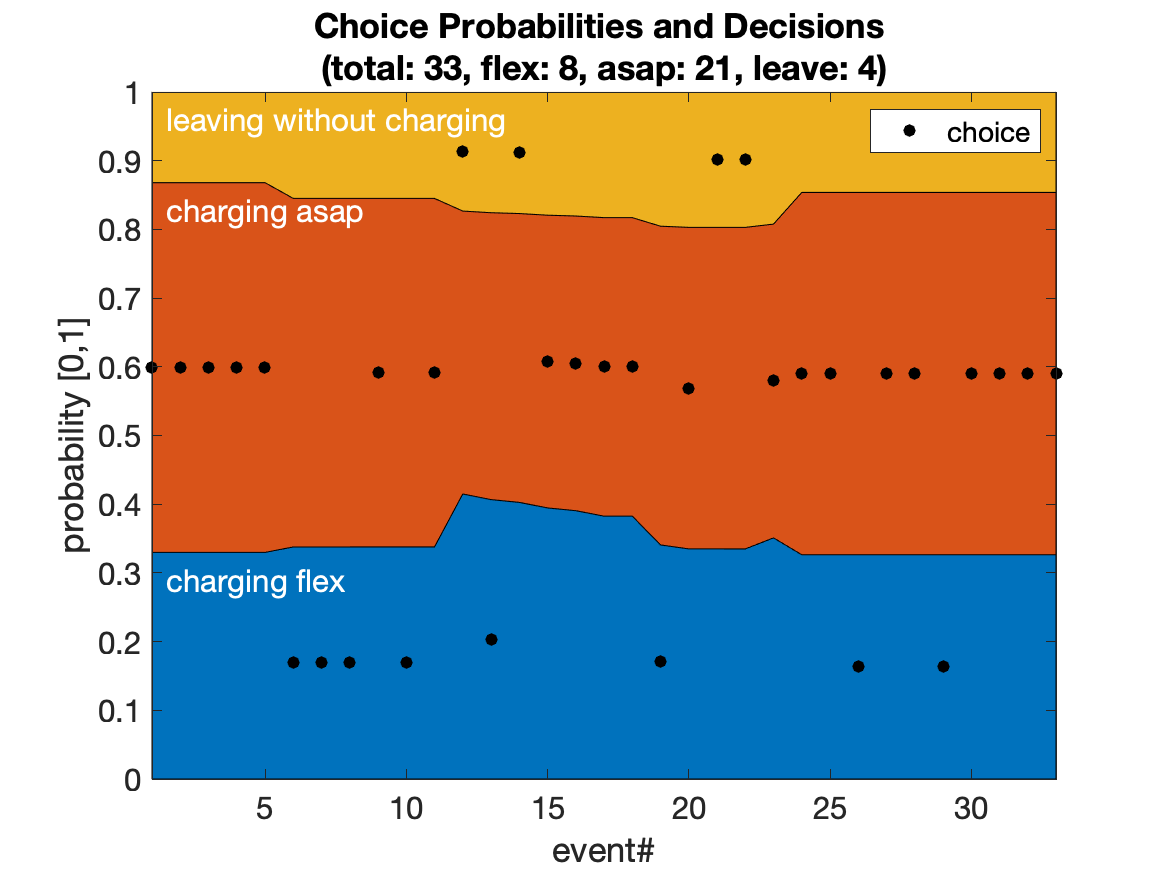 Choice Probabilities and Decisions
(total: 33, flex: 8, asap: 21, leave: 4)
1
0.9
0.8
0.7
0.6
0.5
0.4
0.3
0.2
0.1
0
probability [0,1]
leaving without charging
choice
charging asap
charging flex
5 10 15 20 25 30
event#